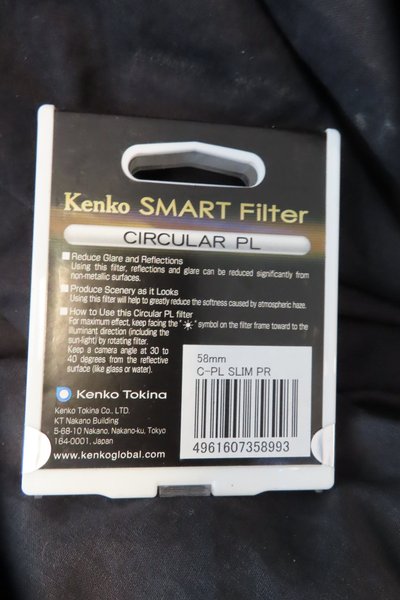 Kenko SMART Filter
CIRCULAR PL
Reduce Glare and Reflections
Using this filter, reflections and glare can be reduced significantly from
non-metallic surfaces.
Produce Scenery as it Looks
Using this filter will help to greatly reduce the softness caused by atmospheric haze.
How to Use this Circular PL filter
For maximum effect, keep facing the "☀" symbol on the filter frame toward to the
illuminant direction (including the
sun-light) by rotating filter.
Keep a camera angle at 30 to
40 degrees from the reflective
surface (like glass or water).
58mm
C-PL SLIM PR
4961607358993
Kenko Tokina
Kenko Tokina Co., LTD.
KT Nakano Building
5-68-10 Nakano, Nakano-ku, Tokyo
164-0001, Japan
www.kenkoglobal.com